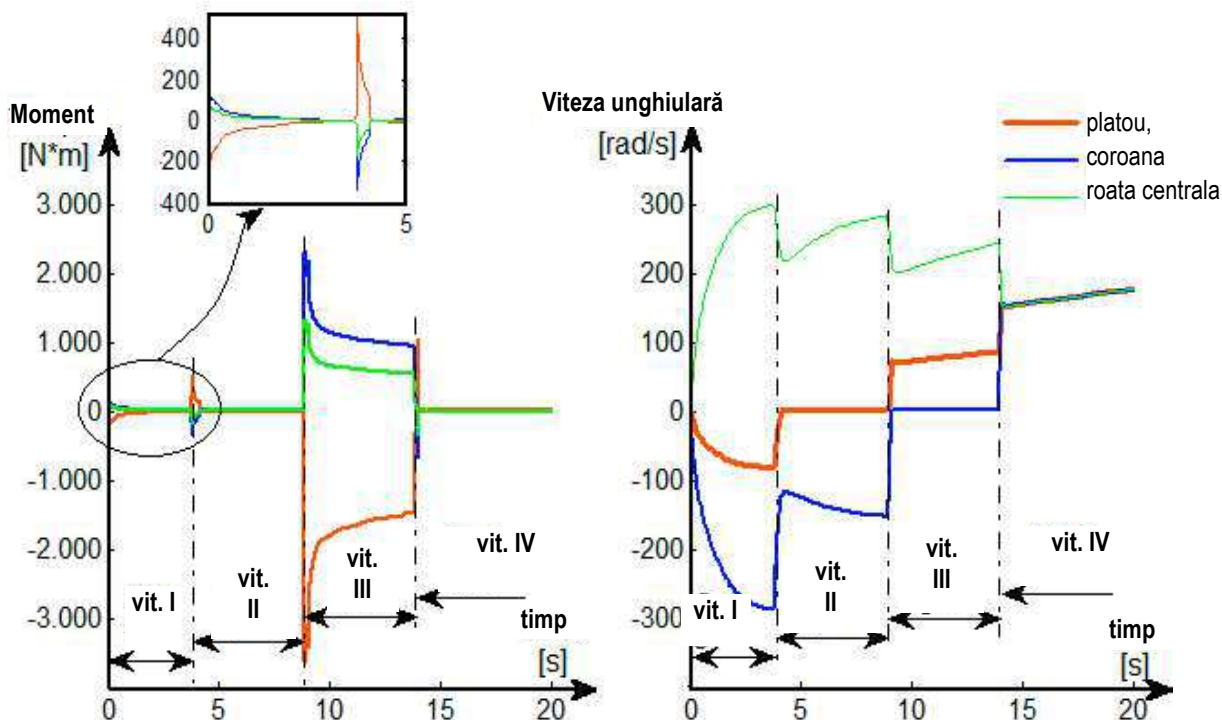 400
200
0
200
400
0
5
Moment
[N*m]
3.000
2.000
1.000
0
-1.000
-2.000
-3.000
vit. I
vit.
II
vit.
III
vit. IV
timp
[s]
0
5
10
15
20
Viteza unghiulară
[rad/s]
platou,
coroana
roata centrala
300
200
100
0
-100
-200
-300
vit. I
vit.
II
vit.
III
vit. IV
timp
[s]
0
5
10
15
20